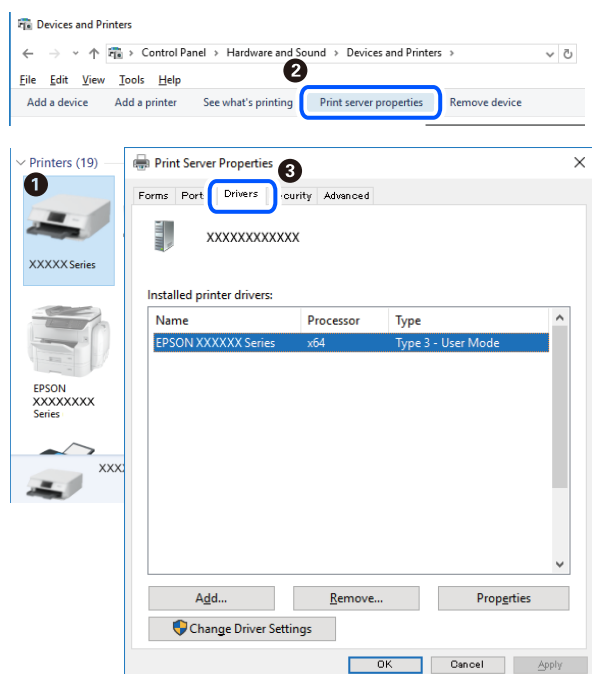 Devices and Printers
Control Panel > Hardware and Sound > Devices and Printers >
2
File Edit View Tools Help
Add a device Add a printer See what's printing Print server properties Remove device
Printers (19)
1
XXXXX Series
EPSON
XXXXXXXX
Series
XXX
Print Server Properties
3
Forms Port Drivers curity Advanced
XXXXXXXXXXXX
Installed printer drivers:
Name Processor Type
EPSON XXXXXX Series x64 Type 3 - User Mode
Add... Remove... Properties
Change Driver Settings
OK Cancel Apply